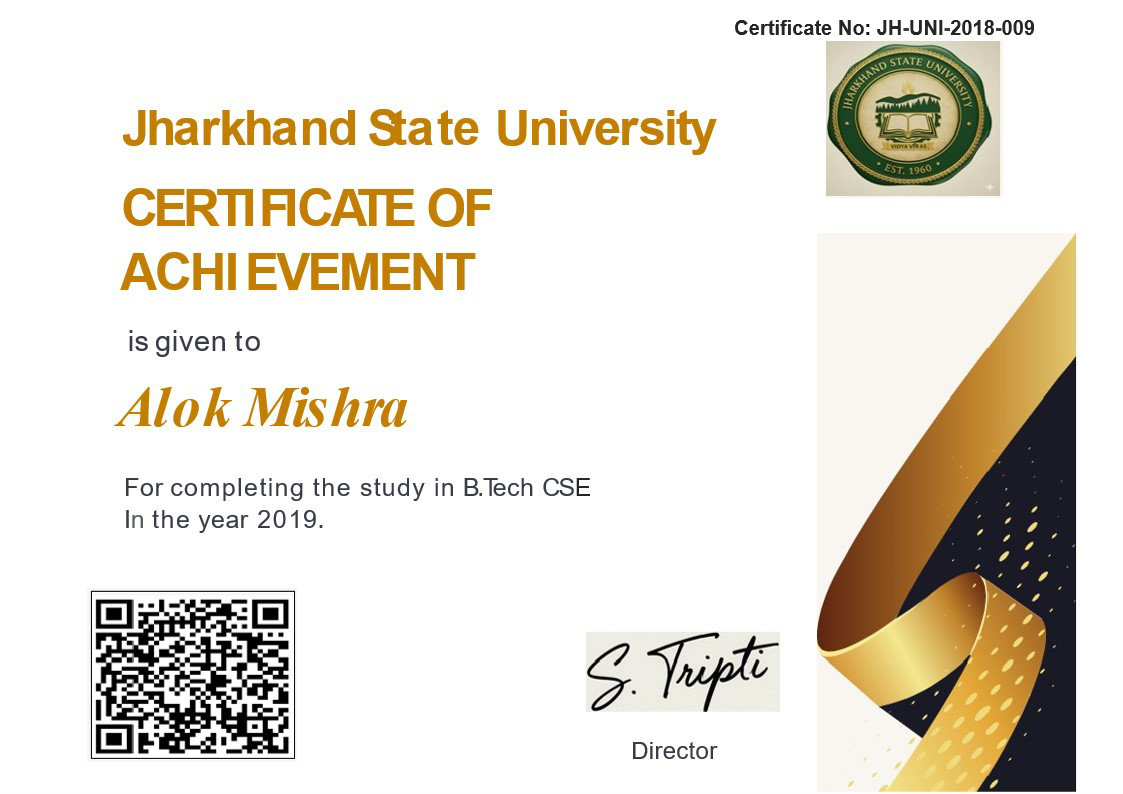 Certificate No: JH-UNI-2018-009
JHARKHAND STATE UNIVERSITY
VIDYA VIRAS
• EST. 1960 •
Jharkhand State University
CERTIFICATE OF
ACHIEVEMENT
is given to
Alok Mishra
For completing the study in B.Tech CSE
In the year 2019.
S. Tripti
Director